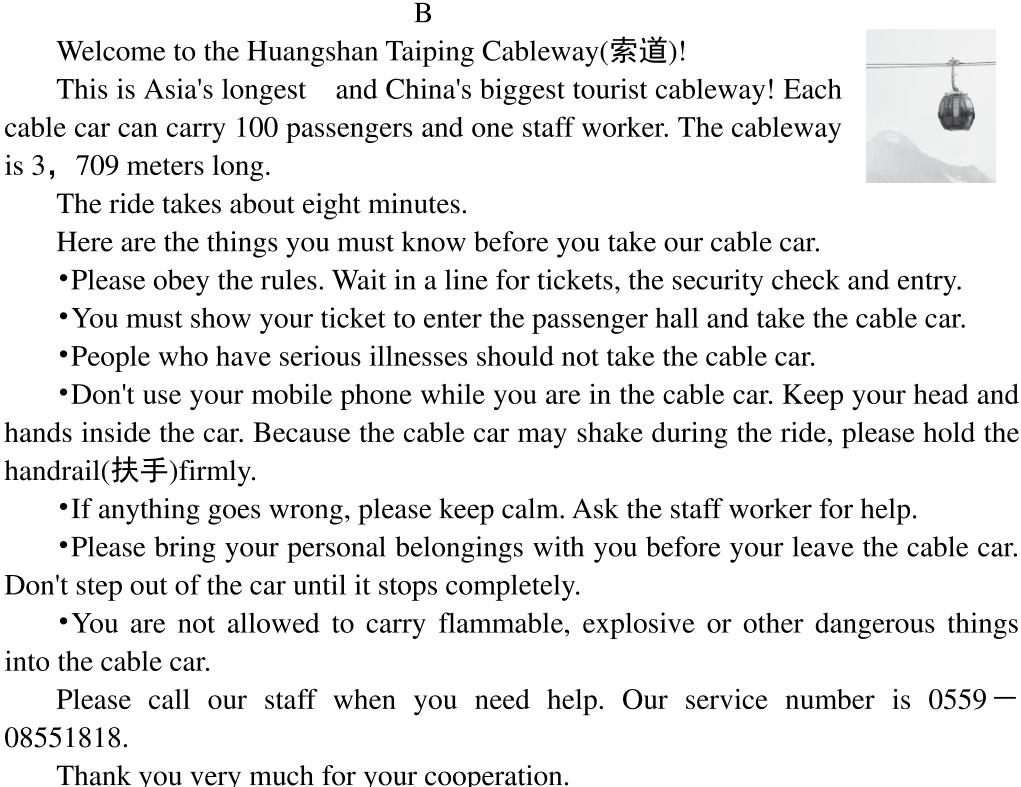 B
Welcome to the Huangshan Taiping Cableway(索道)!
This is Asia's longest and China's biggest tourist cableway! Each
cable car can carry 100 passengers and one staff worker. The cableway
is 3，709 meters long.
The ride takes about eight minutes.
Here are the things you must know before you take our cable car.
•Please obey the rules. Wait in a line for tickets, the security check and entry.
•You must show your ticket to enter the passenger hall and take the cable car.
•People who have serious illnesses should not take the cable car.
•Don't use your mobile phone while you are in the cable car. Keep your head and
hands inside the car. Because the cable car may shake during the ride, please hold the
handrail(扶手)firmly.
•If anything goes wrong, please keep calm. Ask the staff worker for help.
•Please bring your personal belongings with you before your leave the cable car.
Don't step out of the car until it stops completely.
•You are not allowed to carry flammable, explosive or other dangerous things
into the cable car.
Please call our staff when you need help. Our service number is 0559－
08551818.
Thank you very much for your cooperation.